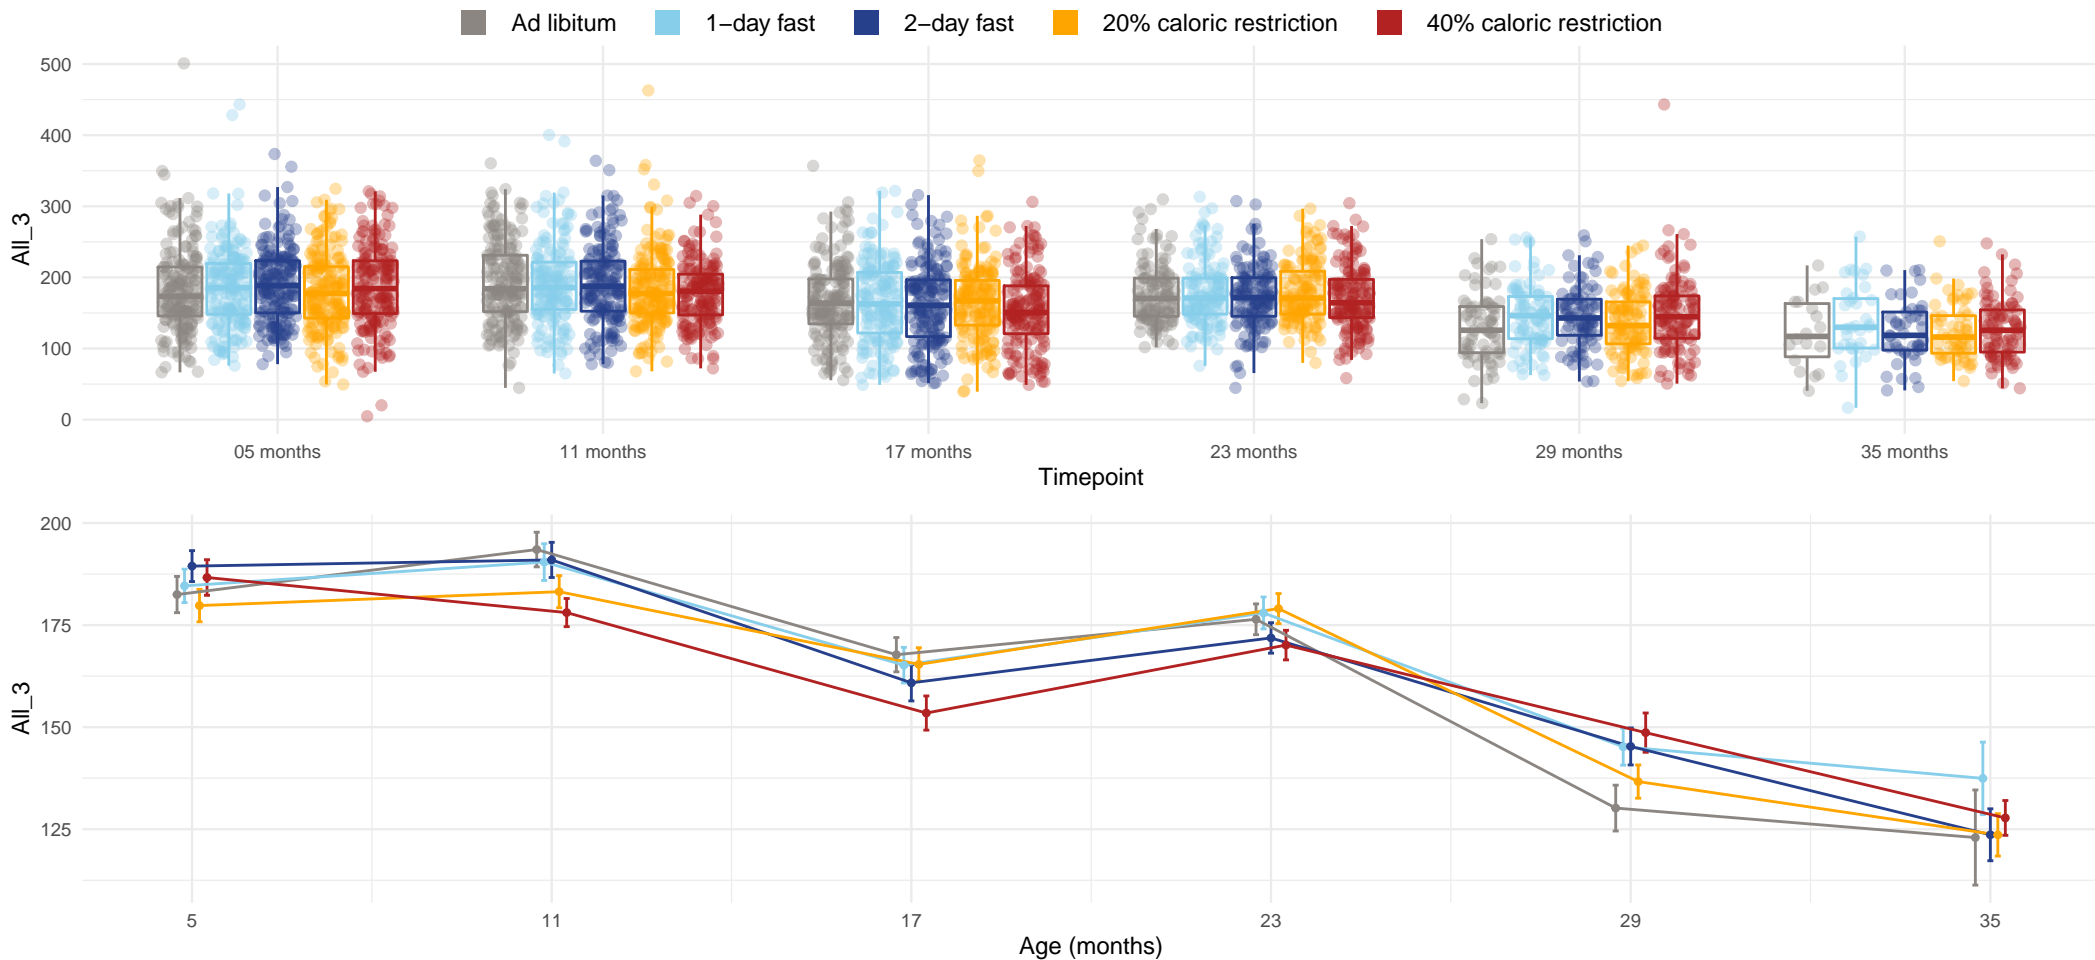 Ad libitum 1−day fast 2−day fast 20% caloric restriction 40% caloric restriction
500
400
300
200
100
0
All_3
05 months 11 months 17 months 23 months 29 months 35 months
Timepoint
200
175
150
125
All_3
5 11 17 23 29 35
Age (months)